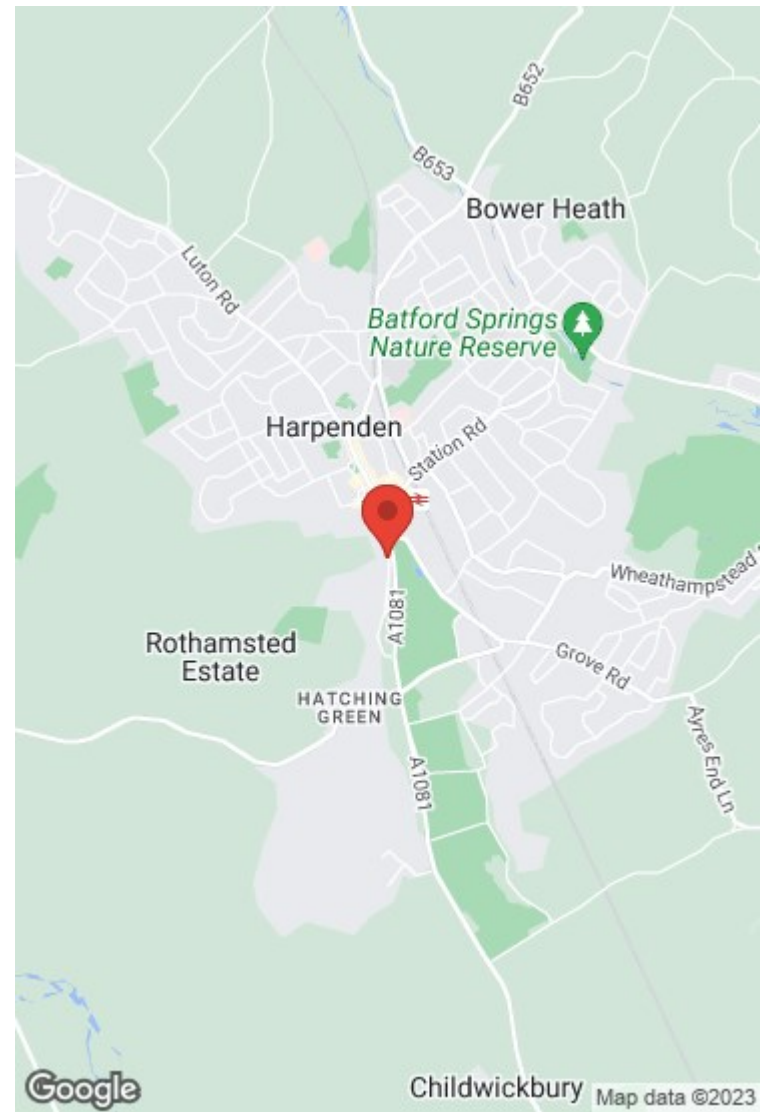 B652
B653
Bower Heath
Luton Rd
Batford Springs
Nature Reserve
Harpenden
Station Rd
Wheathampstead
A1081
Rothamsted
Estate
Grove Rd
HATCHING
GREEN
Ayres End Ln
A1081
Childwickbury
Google
Map data ©2023